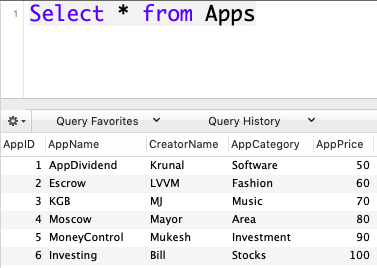 1 Select * from Apps
Query Favorites Query History
AppID AppName CreatorName AppCategory AppPrice
1 AppDividend Krunal Software 50
2 Escrow LVVM Fashion 60
3 KGB MJ Music 70
4 Moscow Mayor Area 80
5 MoneyControl Mukesh Investment 90
6 Investing Bill Stocks 100